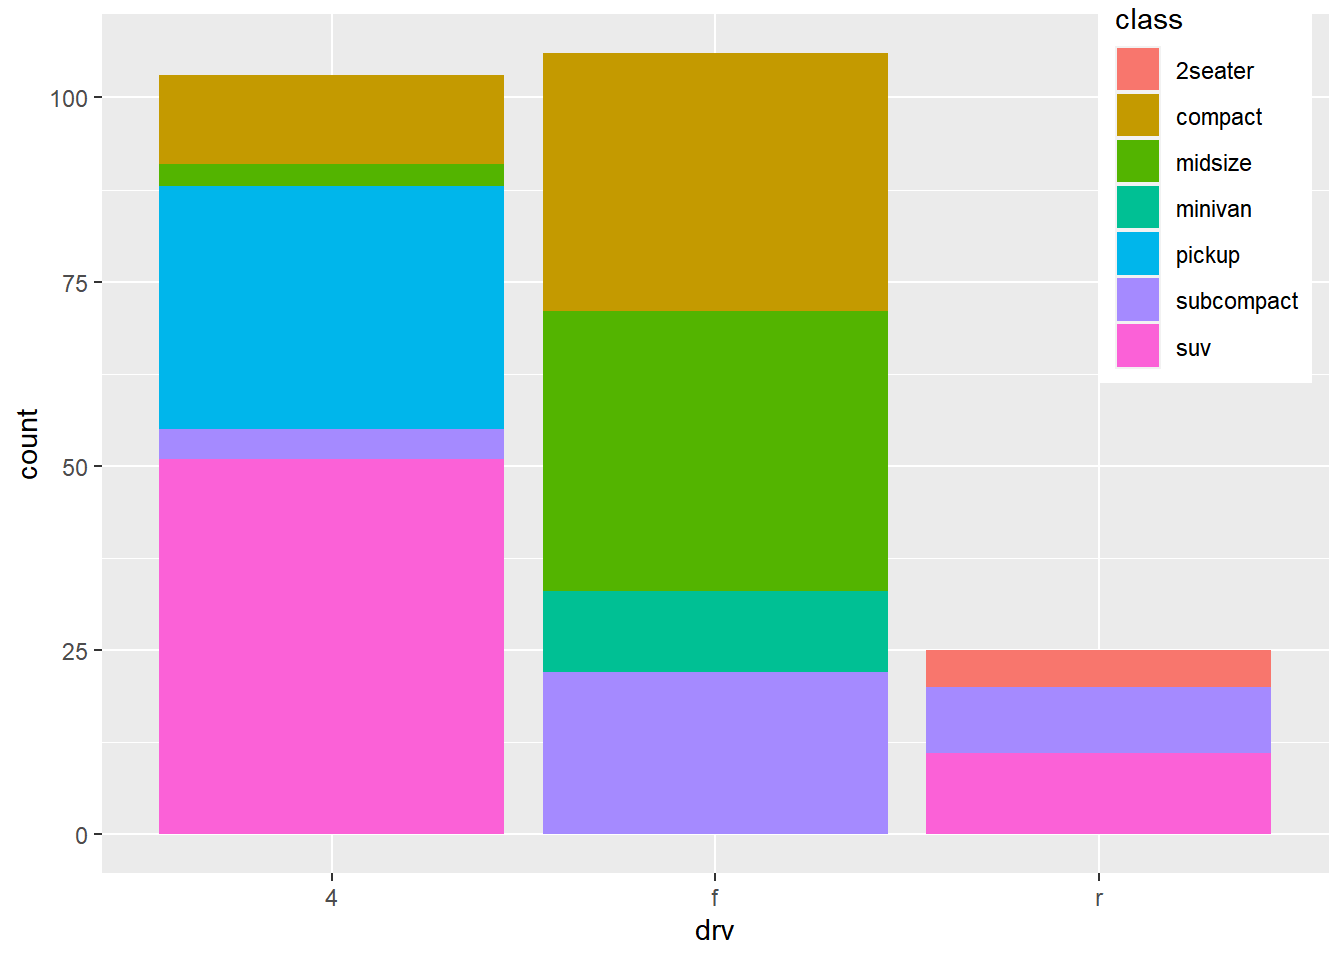 class
2seater
compact
midsize
minivan
pickup
subcompact
suv
100
75
50
25
0
count
4 f r
drv